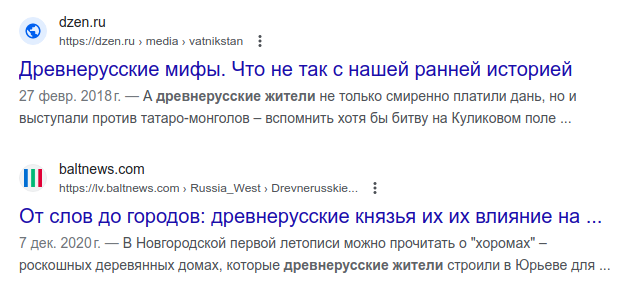 dzen.ru
https://dzen.ru › media › vatnikstan
Древнерусские мифы. Что не так с нашей ранней историей
27 февр. 2018 г. — А древнерусские жители не только смиренно платили дань, но и
выступали против татаро-монголов – вспомнить хотя бы битву на Куликовом поле ...
baltnews.com
https://lv.baltnews.com › Russia_West › Drevnerusskie...
От слов до городов: древнерусские князья их их влияние на ...
7 дек. 2020 г. — В Новгородской первой летописи можно прочитать о "хоромах" –
роскошных деревянных домах, которые древнерусские жители строили в Юрьеве для ...